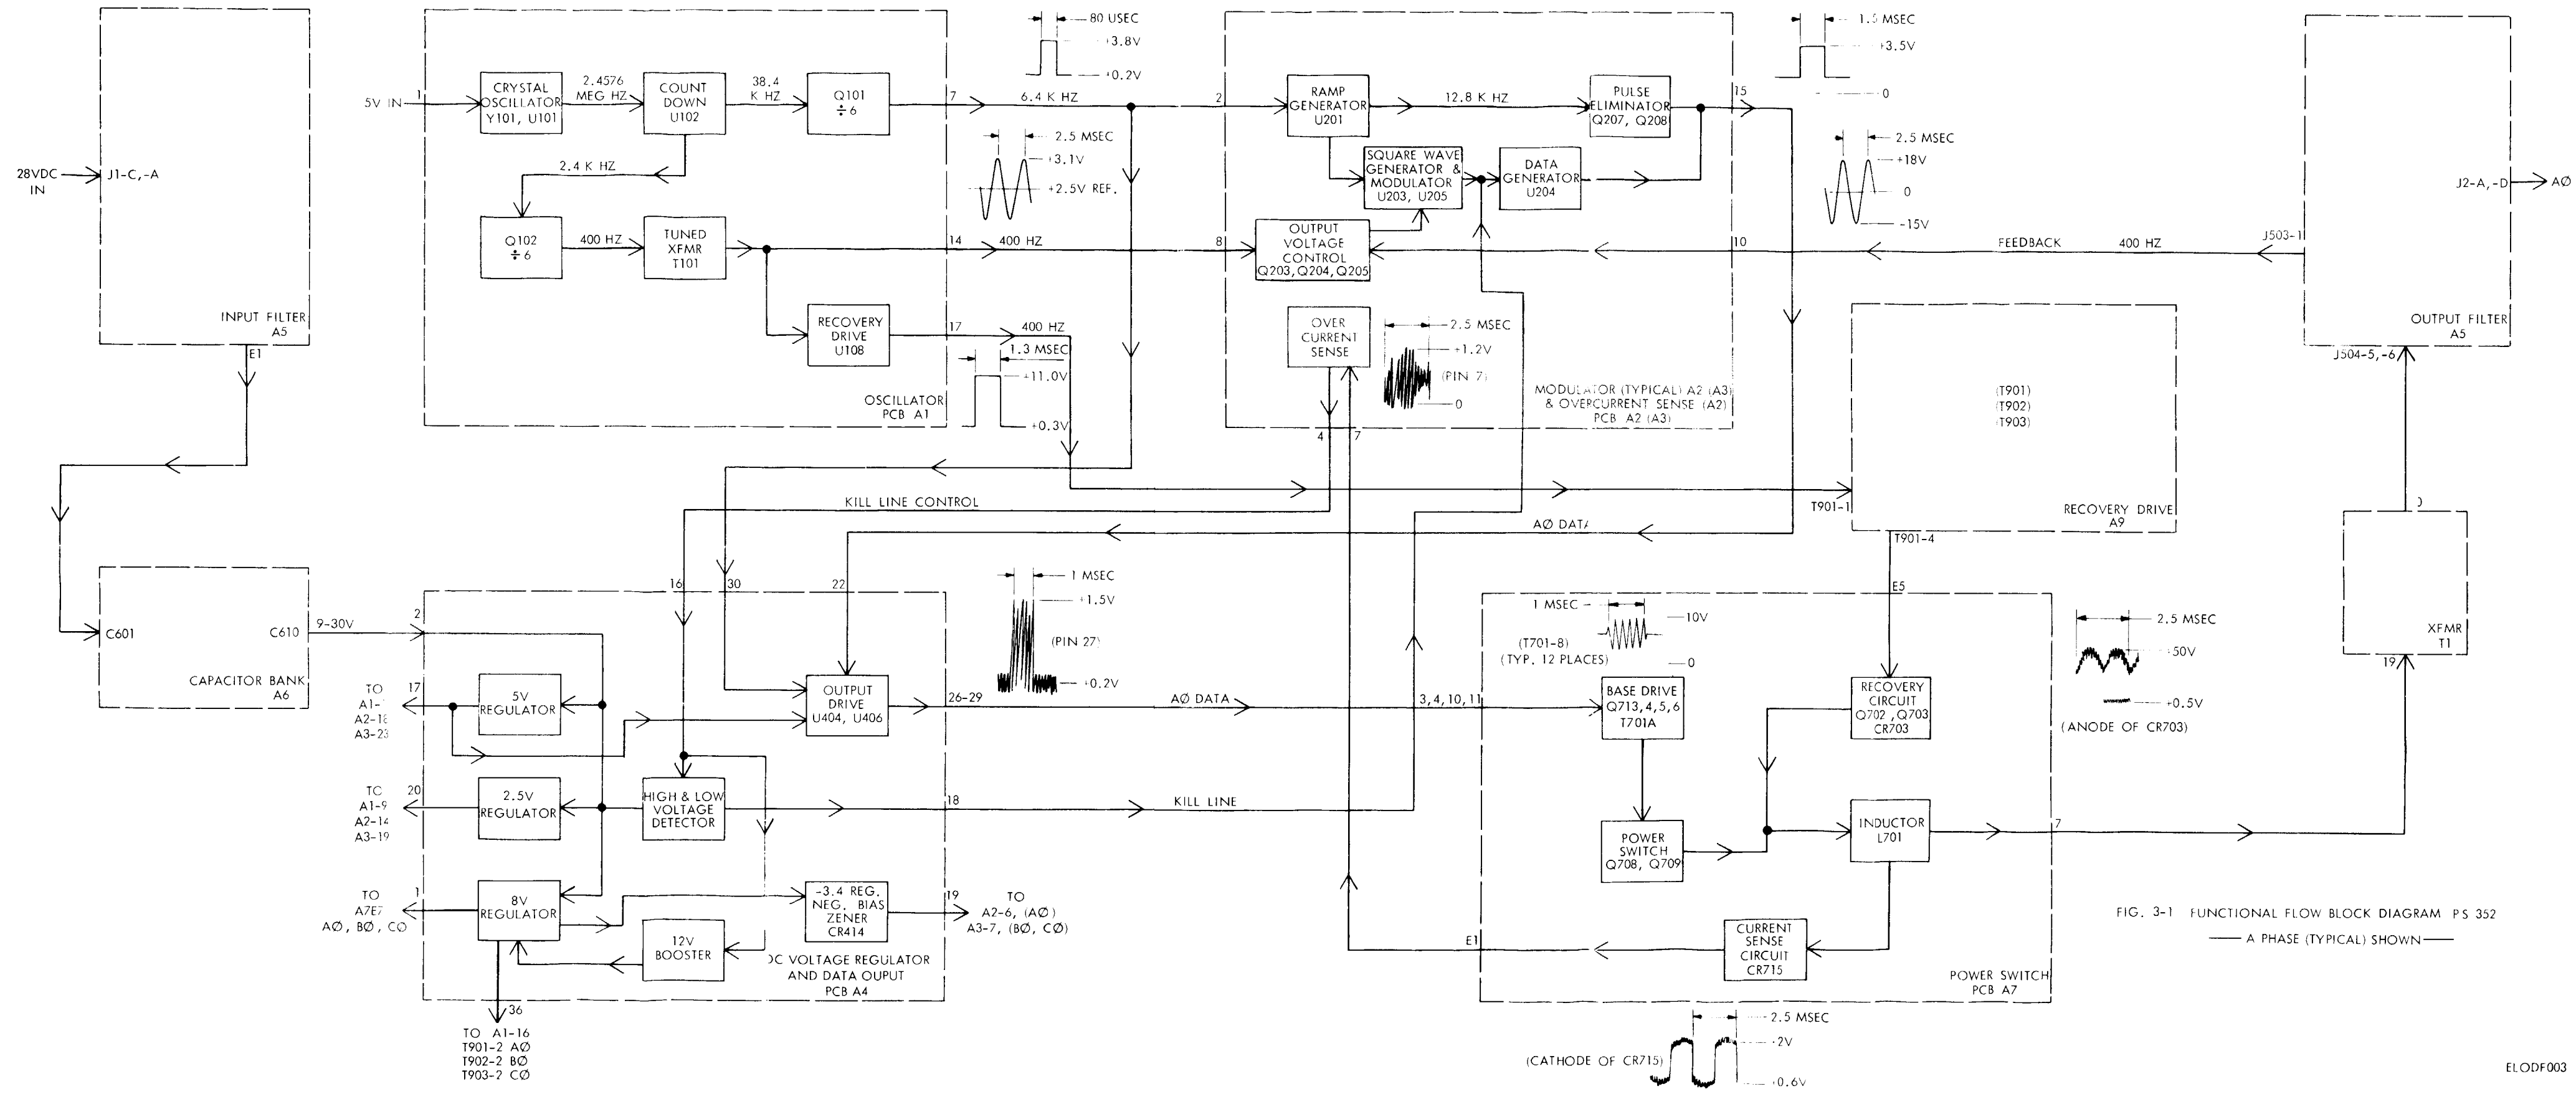 28VDC
IN
J1-C,-A
INPUT FILTER
A5
E1
C601
C610
CAPACITOR BANK
A6
9-30V
5V IN
1
CRYSTAL
OSCILLATOR
Y101, U101
2.4576
MEG HZ
COUNT
DOWN
U102
38.4
K HZ
Q101
÷6
7
6.4 K HZ
2.4 K HZ
Q102
÷6
400 HZ
TUNED
XFMR
T101
14
400 HZ
RECOVERY
DRIVE
U108
17
400 HZ
OSCILLATOR
PCB A1
80 USEC
+3.8V
+0.2V
2.5 MSEC
+3.1V
+2.5V REF.
1.3 MSEC
+11.0V
+0.3V
2
RAMP
GENERATOR
U201
12.8 K HZ
PULSE
ELIMINATOR
Q207, Q208
15
SQUARE WAVE
GENERATOR &
MODULATOR
U203, U205
DATA
GENERATOR
U204
8
OUTPUT
VOLTAGE
CONTROL
Q203,Q204,Q205
10
OVER
CURRENT
SENSE
2.5 MSEC
+1.2V
(PIN 7)
0
MODULATOR (TYPICAL) A2 (A3)
& OVERCURRENT SENSE (A2)
PCB A2 (A3)
4
7
1.5 MSEC
+3.5V
0
2.5 MSEC
+18V
0
-15V
FEEDBACK
400 HZ
J503-1
J2-A,-D
AØ
OUTPUT FILTER
A5
J504-5,-6
(T901)
(T902)
(T903)
RECOVERY DRIVE
A9
T901-1
T901-4
KILL LINE CONTROL
AØ DATA
16
30
22
1 MSEC
+1.5V
(PIN 27)
+0.2V
2
TO
A1-
A3-23
17
5V
REGULATOR
OUTPUT
DRIVE
U404, U406
26-29
AØ DATA
3,4,10,11
TO
A1-9
A2-14
A3-19
20
2.5V
REGULATOR
HIGH & LOW
VOLTAGE
DETECTOR
18
KILL LINE
TO
A7E7
AØ, BØ, CØ
1
8V
REGULATOR
-3.4 REG.
NEG. BIAS
ZENER
CR414
19
TO
A2-6, (AØ)
A3-7, (BØ, CØ)
12V
BOOSTER
DC VOLTAGE REGULATOR
AND DATA OUPUT
PCB A4
36
TO A1-16
T901-2 AØ
T902-2 BØ
T903-2 CØ
E5
1 MSEC
10V
(T701-8)
(TYP. 12 PLACES)
0
BASE DRIVE
Q713,4,5,6
T701A
RECOVERY
CIRCUIT
Q702,Q703
CR703
POWER
SWITCH
Q708, Q709
INDUCTOR
L701
7
E1
CURRENT
SENSE
CIRCUIT
CR715
POWER SWITCH
PCB A7
2.5 MSEC
+50V
+0.5V
(ANODE OF CR703)
XFMR
T1
19
2.5 MSEC
+2V
(CATHODE OF CR715)
+0.6V
FIG. 3-1 FUNCTIONAL FLOW BLOCK DIAGRAM PS 352
A PHASE (TYPICAL) SHOWN
ELODF003